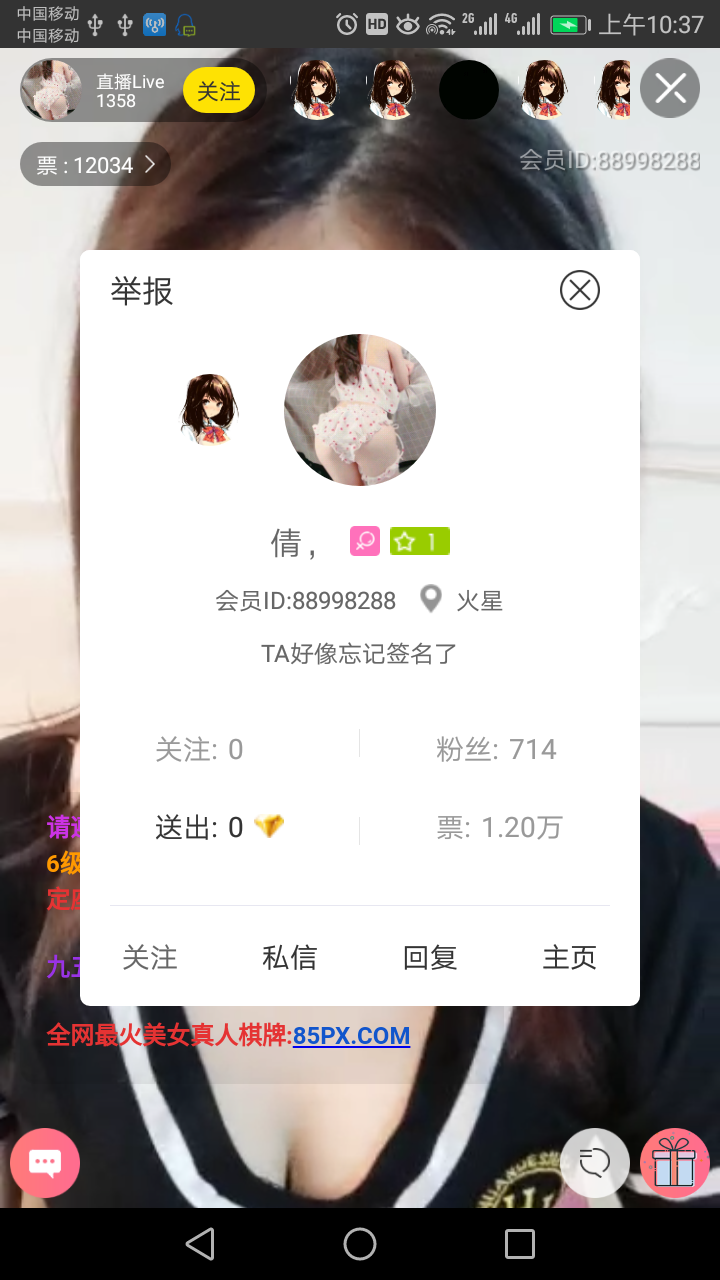 中国移动
中国移动
HD
2G
4G
上午10:37
直播Live
1358
关注
票 : 12034
会员ID:88998288
举报
倩，
1
会员ID:88998288
火星
TA好像忘记签名了
关注: 0
粉丝: 714
送出: 0
票: 1.20万
请
6级
定
九五
关注
私信
回复
主页
全网最火美女真人棋牌:85PX.COM